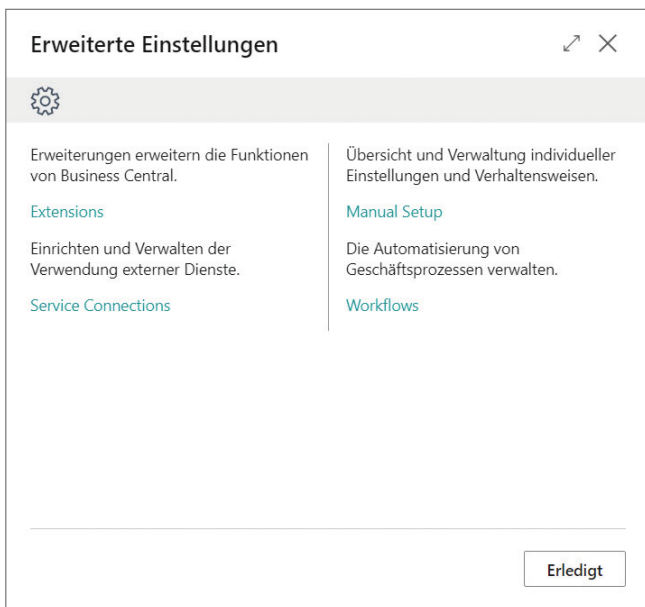 Erweiterte Einstellungen
Erweiterungen erweitern die Funktionen
von Business Central.
Extensions
Einrichten und Verwalten der
Verwendung externer Dienste.
Service Connections
Übersicht und Verwaltung individueller
Einstellungen und Verhaltensweisen.
Manual Setup
Die Automatisierung von
Geschäftsprozessen verwalten.
Workflows
Erledigt